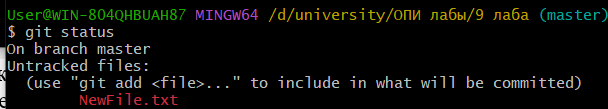 User@WIN-8O4QHBUAH87 MINGW64 /d/university/ОПИ лабы/9 лаба (master)
$ git status
On branch master
Untracked files:
  (use "git add <file>..." to include in what will be committed)
        NewFile.txt